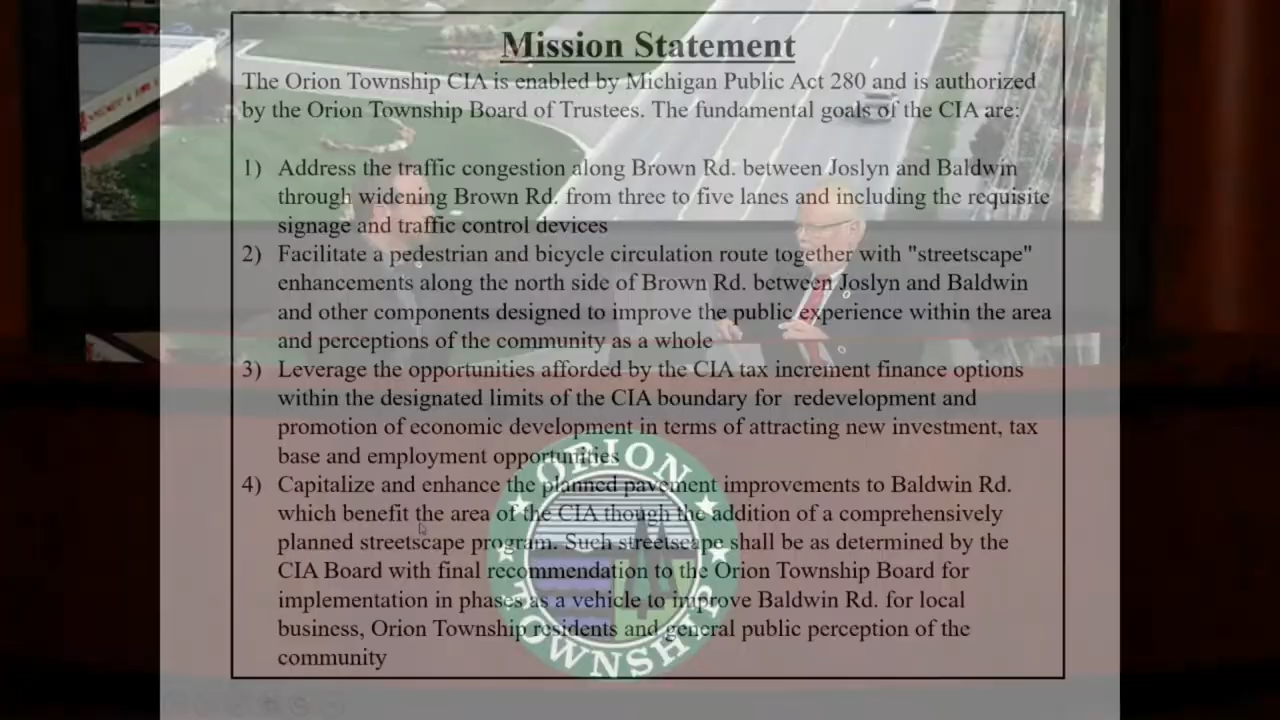 Mission Statement
The Orion Township CIA is enabled by Michigan Public Act 280 and is authorized
by the Orion Township Board of Trustees. The fundamental goals of the CIA are:
1) Address the traffic congestion along Brown Rd. between Joslyn and Baldwin
through widening Brown Rd. from three to five lanes and including the requisite
signage and traffic control devices
2) Facilitate a pedestrian and bicycle circulation route together with "streetscape"
enhancements along the north side of Brown Rd. between Joslyn and Baldwin
and other components designed to improve the public experience within the area
and perceptions of the community as a whole
3) Leverage the opportunities afforded by the CIA tax increment finance options
within the designated limits of the CIA boundary for redevelopment and
promotion of economic development in terms of attracting new investment, tax
base and employment opportunities
4) Capitalize and enhance the planned pavement improvements to Baldwin Rd.
which benefit the area of the CIA though the addition of a comprehensively
planned streetscape program. Such streetscape shall be as determined by the
CIA Board with final recommendation to the Orion Township Board for
implementation in phases as a vehicle to improve Baldwin Rd. for local
business, Orion Township residents and general public perception of the
community
ORION
TOWNSHIP